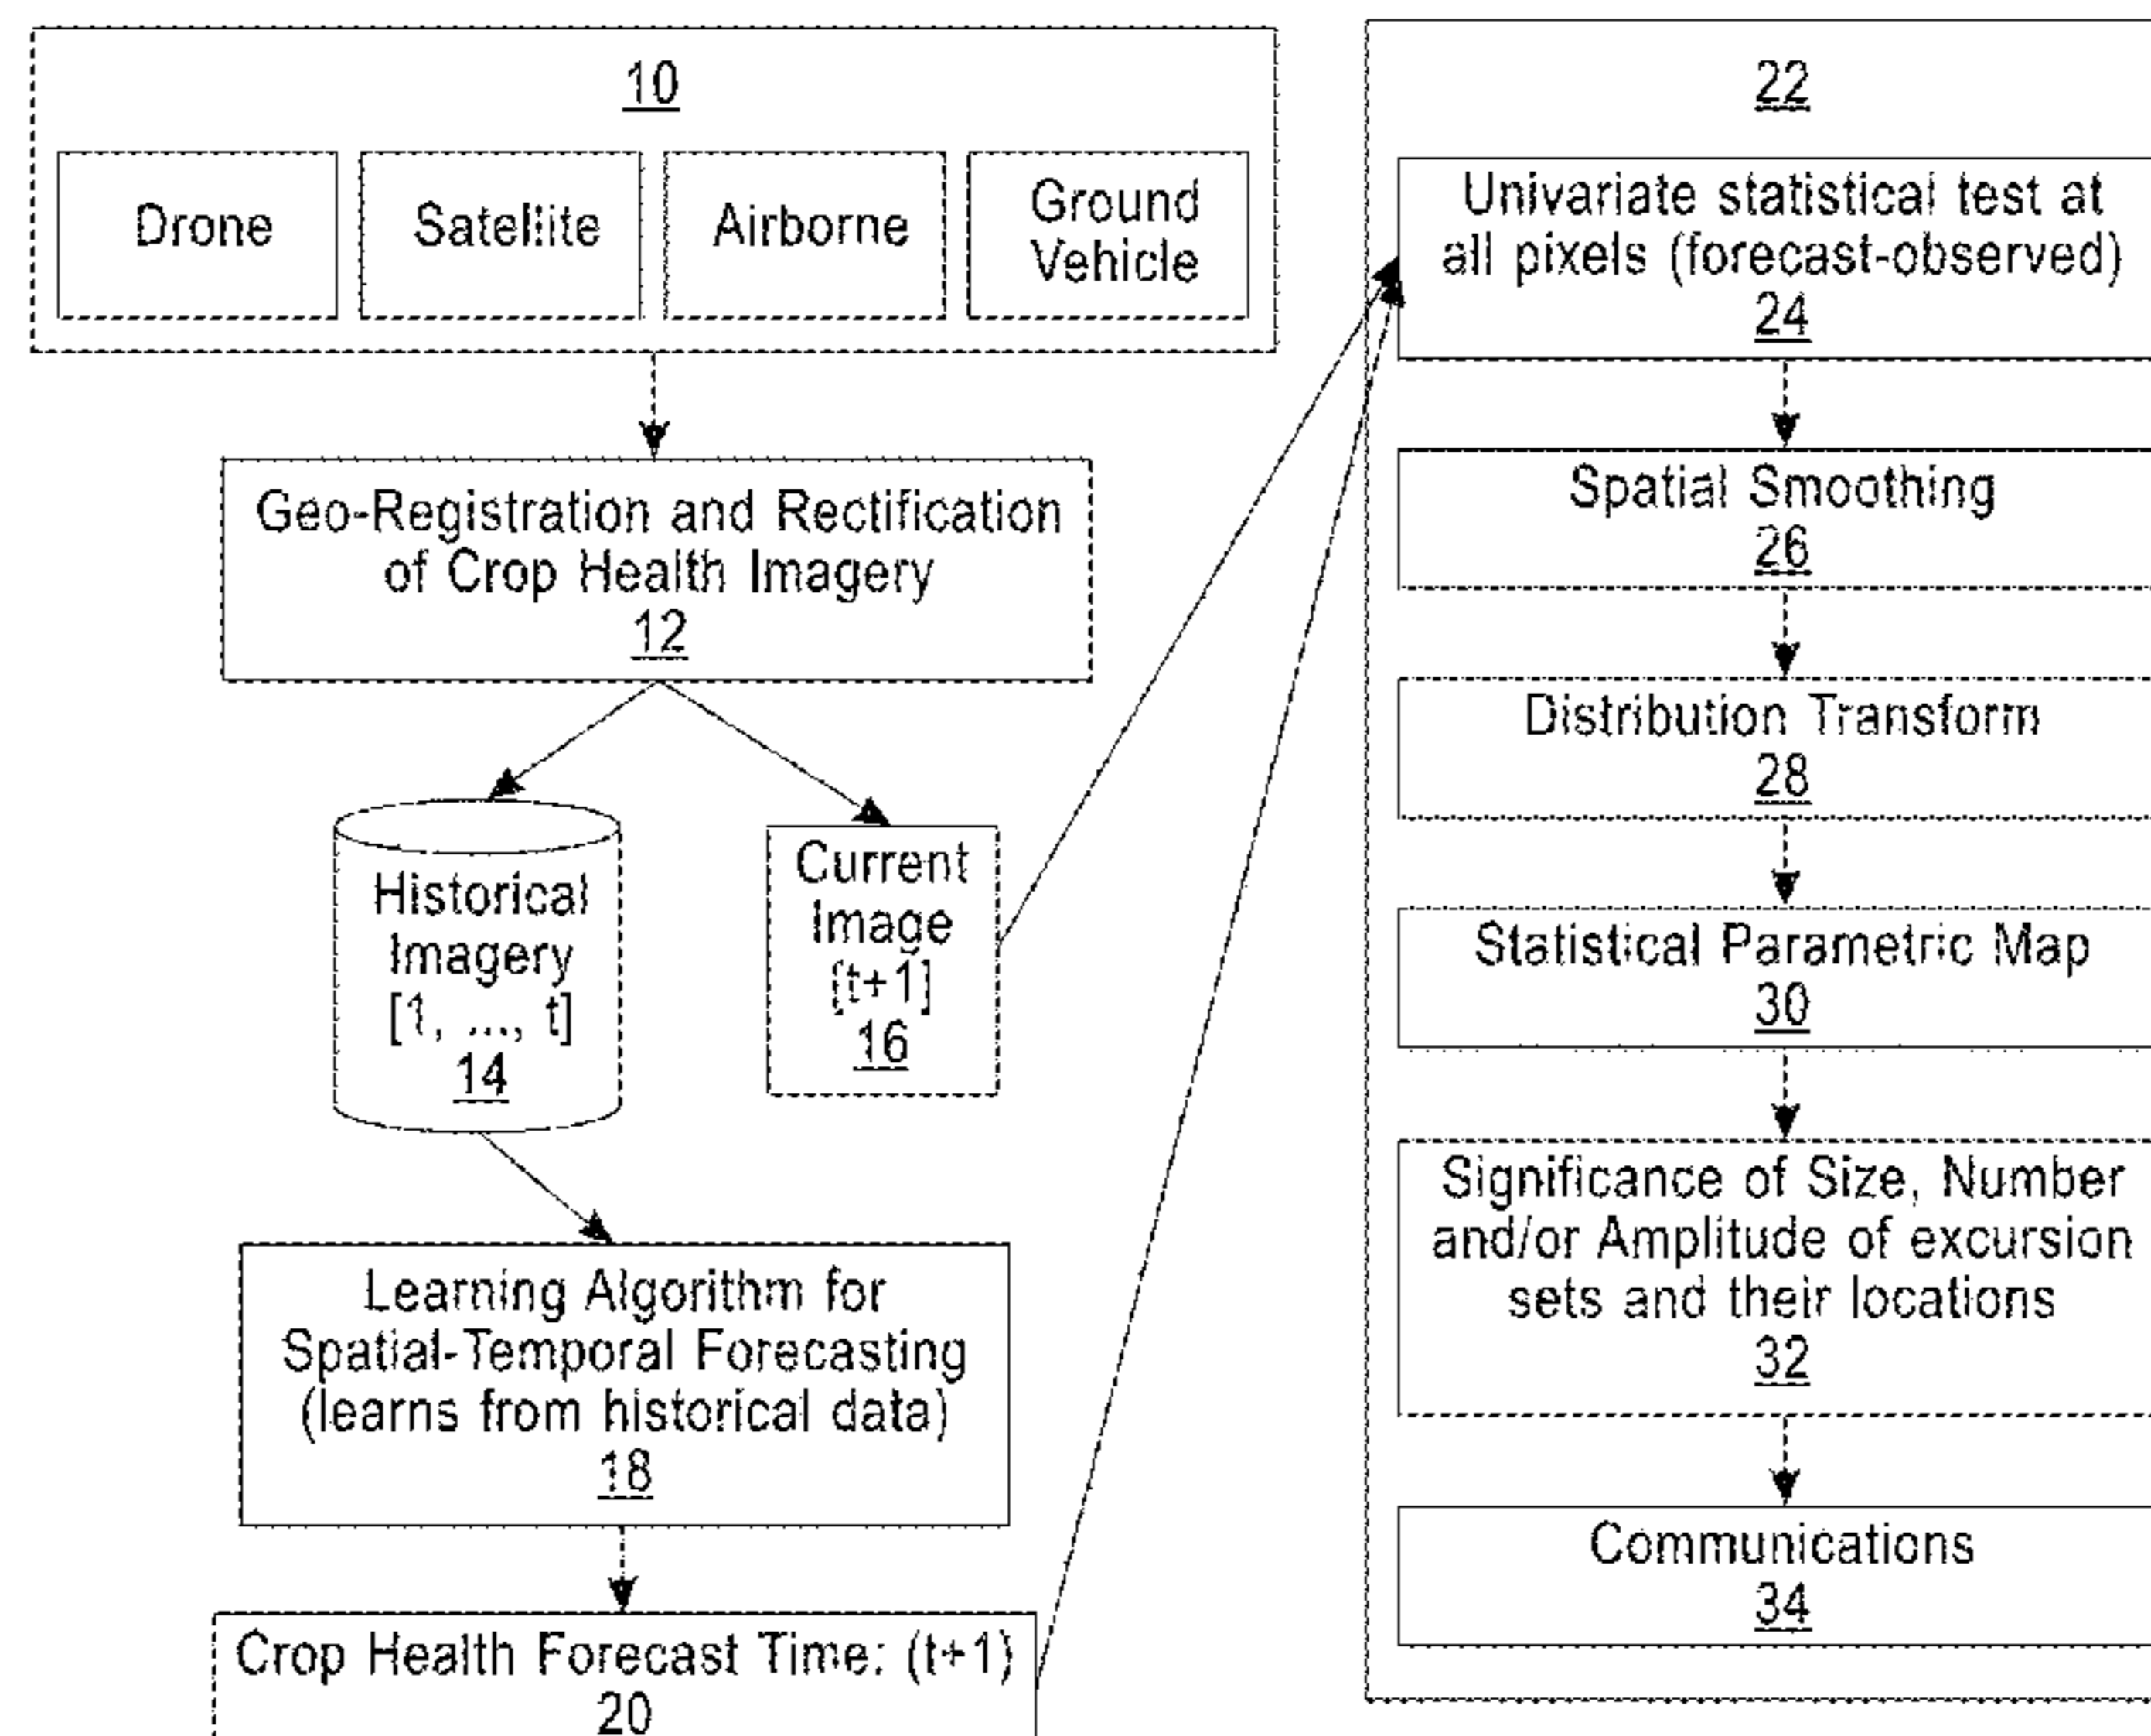 10
Drone
Satellite
Airborne
Ground
Vehicle
Geo-Registration and Rectification
of Crop Health Imagery
12
Historical
Imagery
[1, ..., t]
14
Current
Image
[t+1]
16
Learning Algorithm for
Spatial-Temporal Forecasting
(learns from historical data)
18
Crop Health Forecast Time: (t+1)
20
22
Univariate statistical test at
all pixels (forecast-observed)
24
Spatial Smoothing
26
Distribution Transform
28
Statistical Parametric Map
30
Significance of Size, Number
and/or Amplitude of excursion
sets and their locations
32
Communications
34